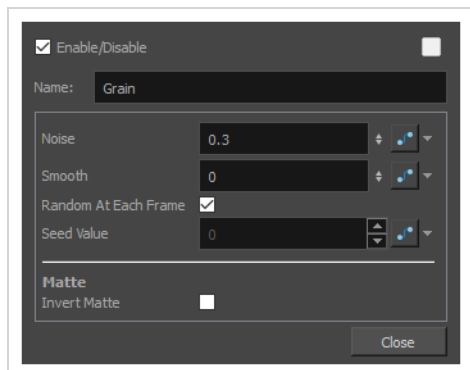 Enable/Disable
Name: Grain
Noise 0.3
Smooth 0
Random At Each Frame
Seed Value 0
Matte
Invert Matte
Close